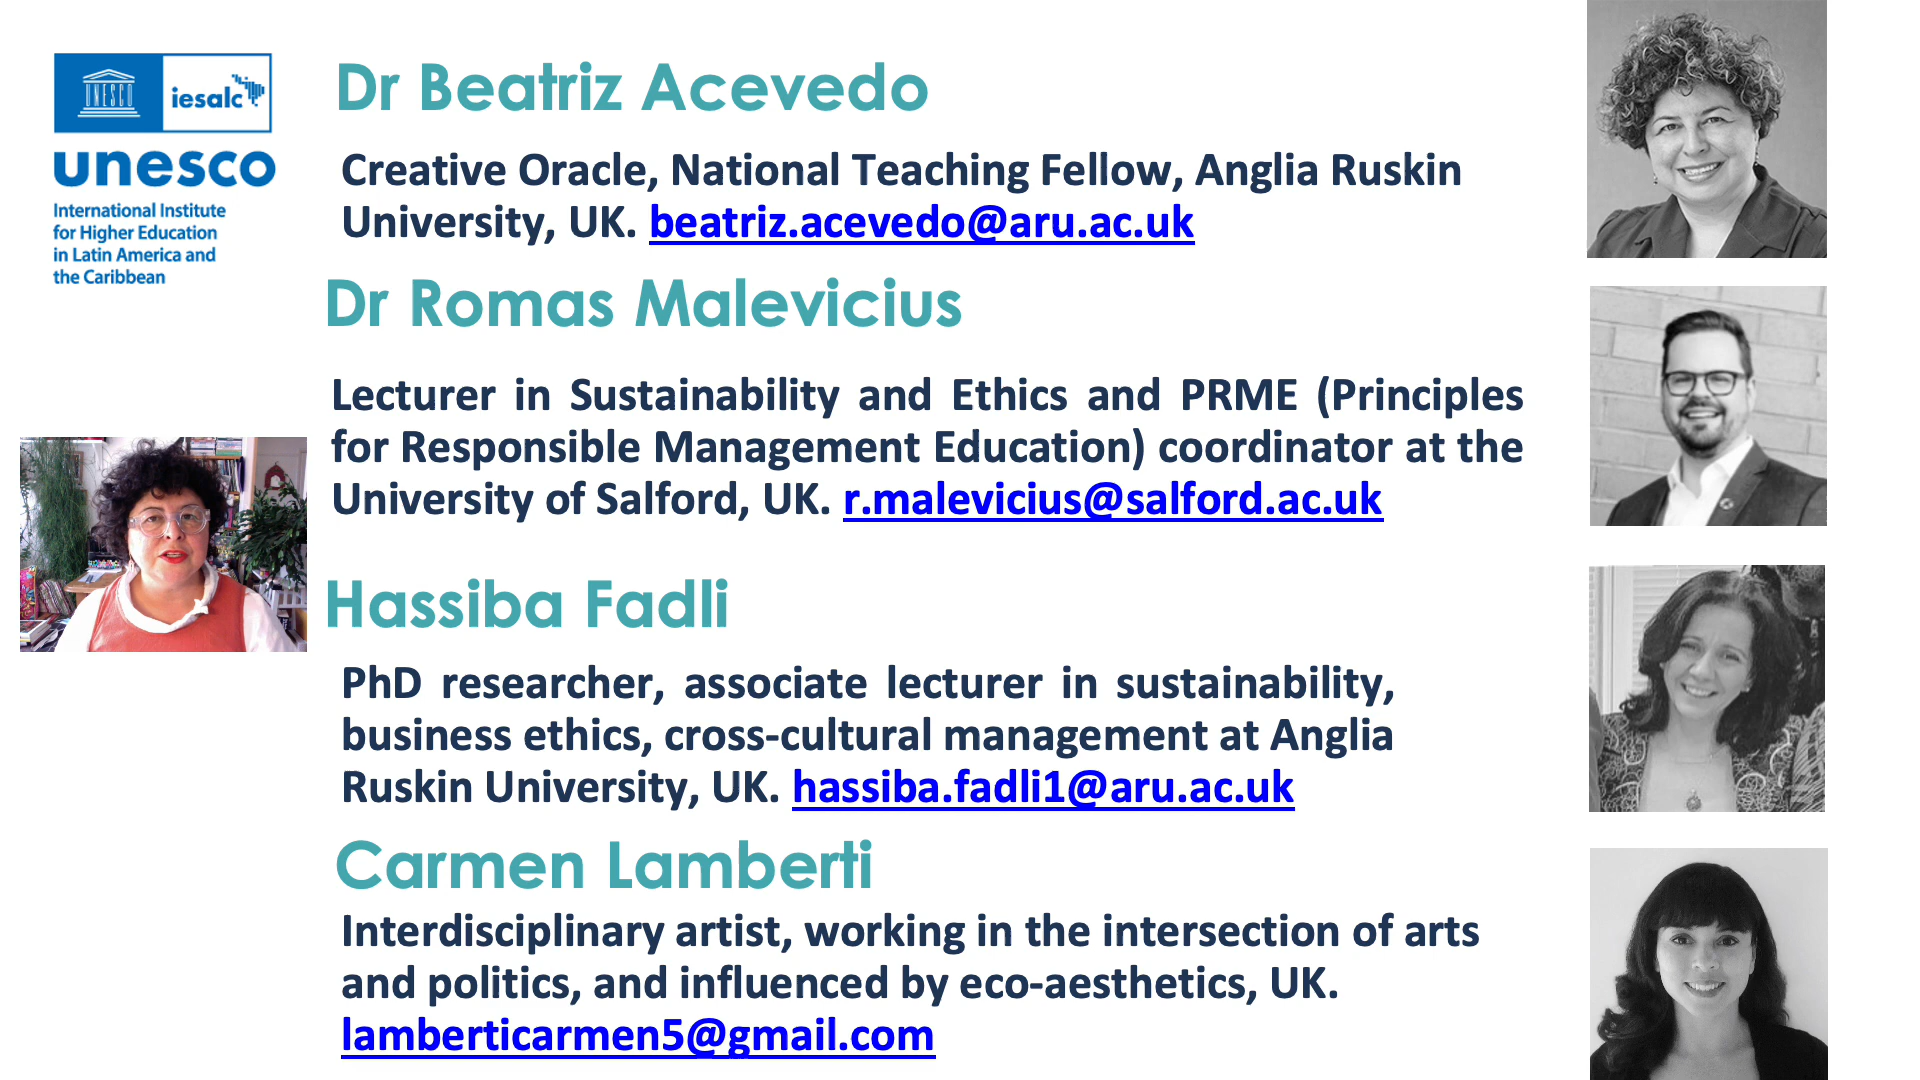 UNESCO
iesalc
unesco
International Institute
for Higher Education
in Latin America and
the Caribbean
Dr Beatriz Acevedo
Creative Oracle, National Teaching Fellow, Anglia Ruskin
University, UK. beatriz.acevedo@aru.ac.uk
Dr Romas Malevicius
Lecturer in Sustainability and Ethics and PRME (Principles
for Responsible Management Education) coordinator at the
University of Salford, UK. r.malevicius@salford.ac.uk
Hassiba Fadli
PhD researcher, associate lecturer in sustainability,
business ethics, cross-cultural management at Anglia
Ruskin University, UK. hassiba.fadli1@aru.ac.uk
Carmen Lamberti
Interdisciplinary artist, working in the intersection of arts
and politics, and influenced by eco-aesthetics, UK.
lamberticarmen5@gmail.com